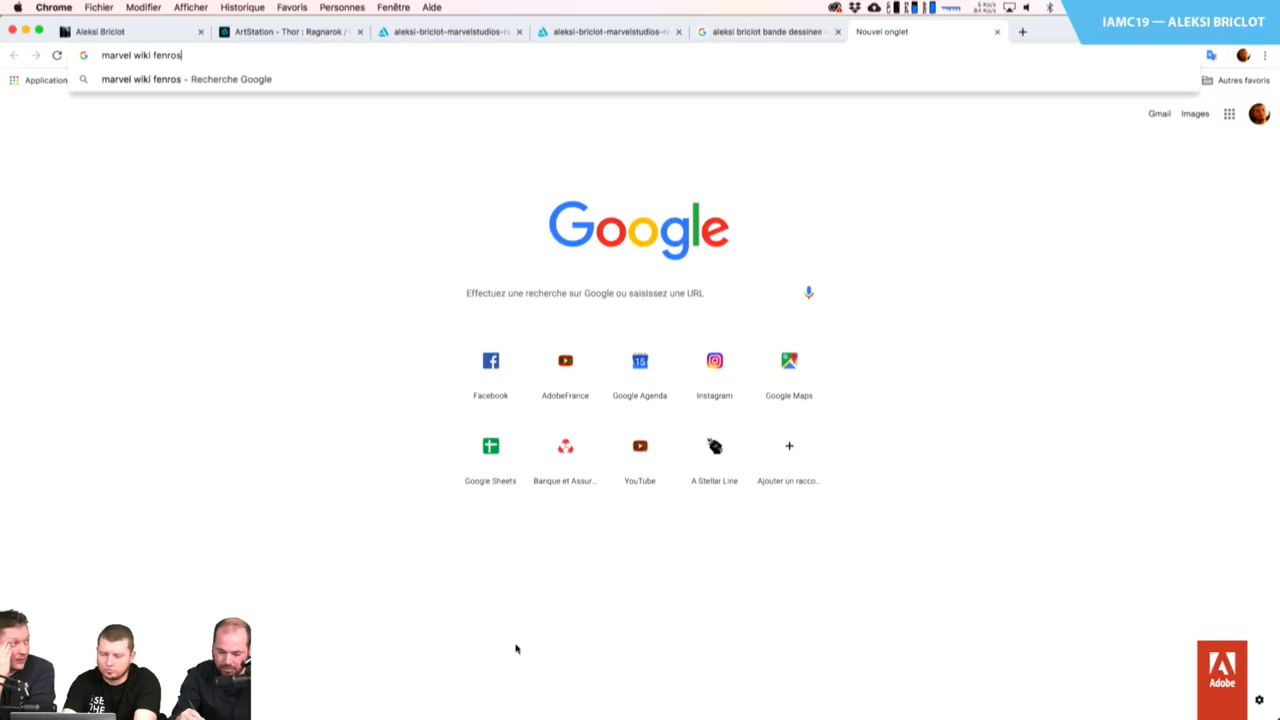 Chrome Fichier Modifier Afficher Historique Favoris Personnes Fenêtre Aide
IAMC19 — ALEKSI BRICLOT
Aleksi Briclot
ArtStation - Thor : Ragnarok /
aleksi-briclot-marvelstudios-r
aleksi-briclot-marvelstudios-r
aleksi briclot bande dessinee
Nouvel onglet
marvel wiki fenros
Application
marvel wiki fenros - Recherche Google
Autres favoris
Gmail Images
Google
Effectuez une recherche sur Google ou saisissez une URL
15
Facebook AdobeFrance Google Agenda Instagram Google Maps
Google Sheets Banque et Assur... YouTube A Stellar Line Ajouter un racco...
Adobe